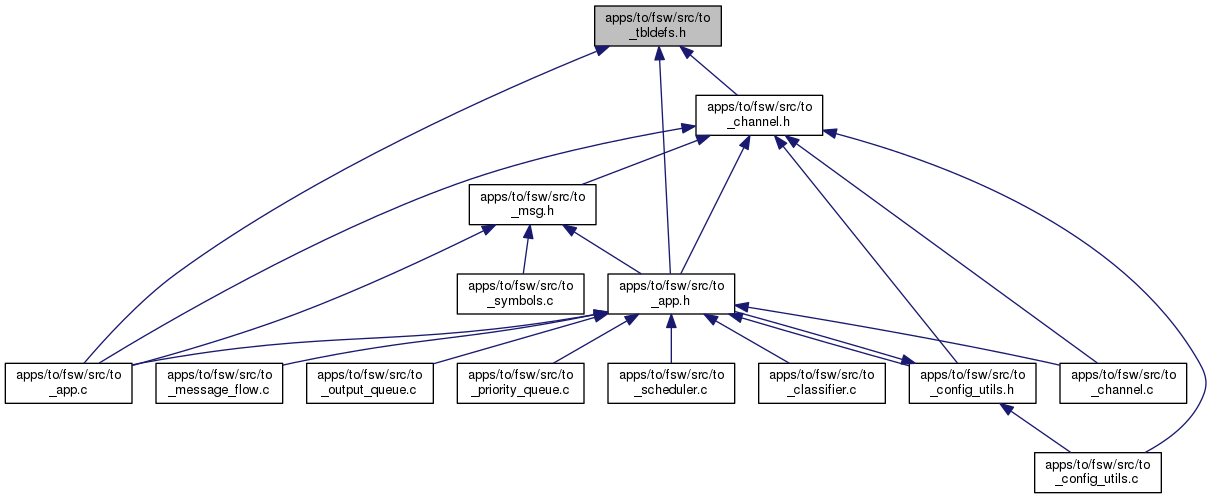 apps/to/fsw/src/to
_tbldefs.h
apps/to/fsw/src/to
_channel.h
apps/to/fsw/src/to
_msg.h
apps/to/fsw/src/to
_symbols.c
apps/to/fsw/src/to
_app.h
apps/to/fsw/src/to
_app.c
apps/to/fsw/src/to
_message_flow.c
apps/to/fsw/src/to
_output_queue.c
apps/to/fsw/src/to
_priority_queue.c
apps/to/fsw/src/to
_scheduler.c
apps/to/fsw/src/to
_classifier.c
apps/to/fsw/src/to
_config_utils.h
apps/to/fsw/src/to
_channel.c
apps/to/fsw/src/to
_config_utils.c